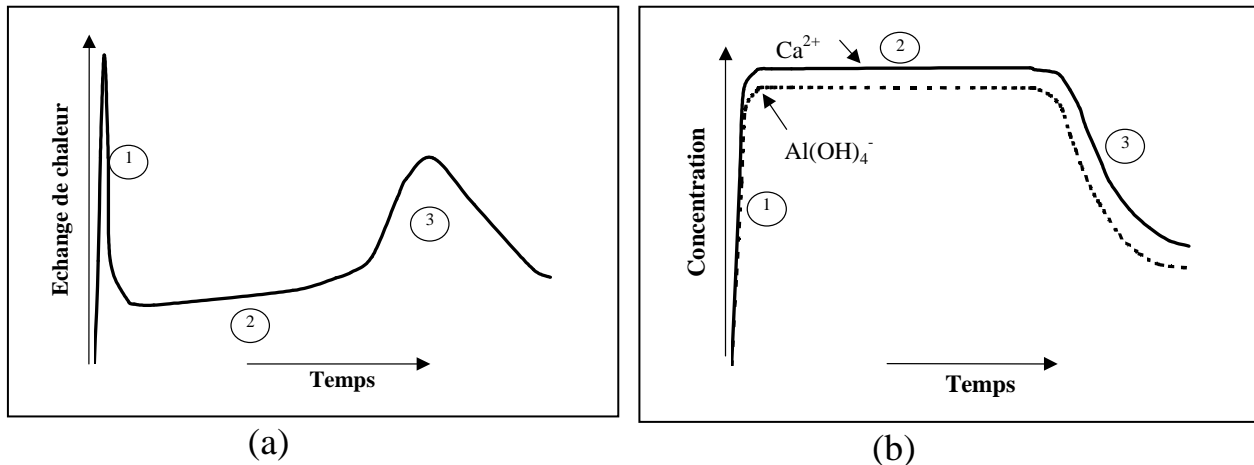 Echange de chaleur
1
2
3
Temps
(a)
Concentration
Ca²⁺
2
Al(OH)₄⁻
1
3
Temps
(b)